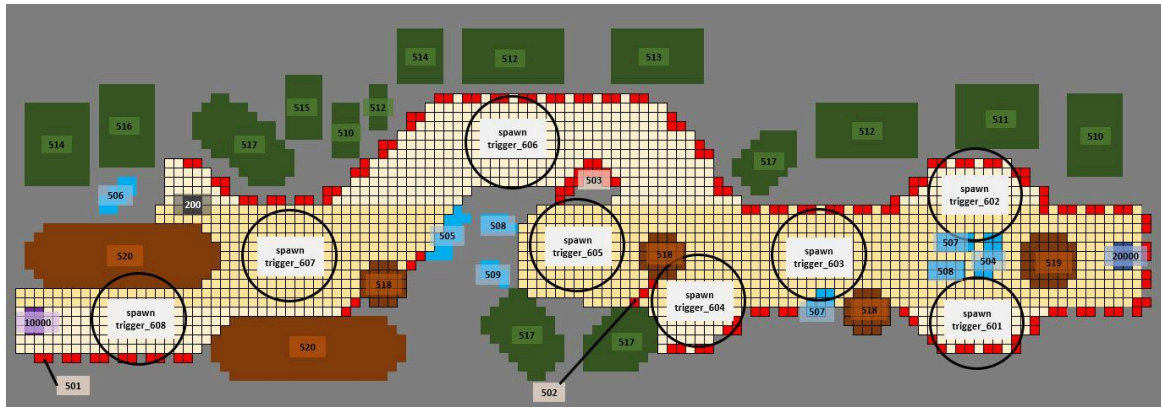 514
512
513
516
515
512
510
514
517
512
511
510
517
spawn
trigger_606
503
spawn
trigger_602
506
200
508
505
507
504
20000
spawn
trigger_605
spawn
trigger_603
spawn
trigger_607
520
518
508
519
509
518
507
518
spawn
trigger_604
10000
spawn
trigger_608
spawn
trigger_601
517
517
520
501
502